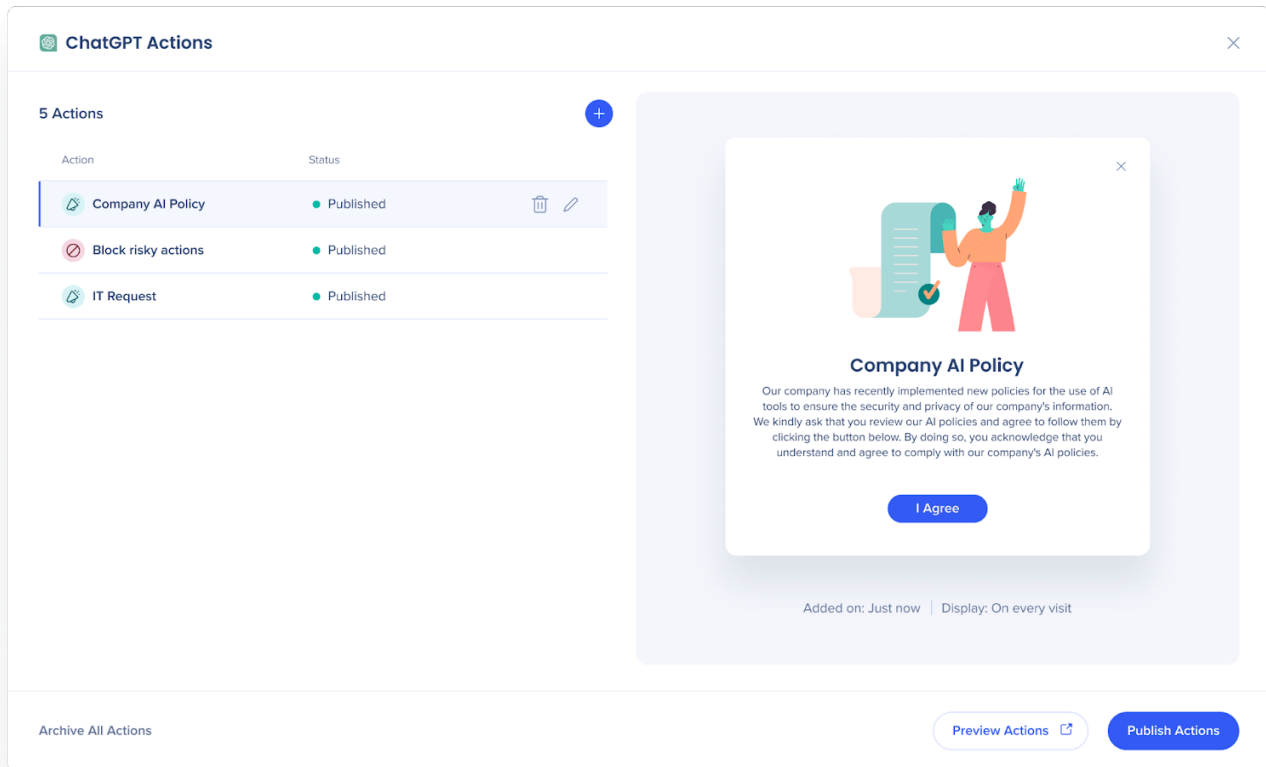 ChatGPT Actions
5 Actions
Action Status
Company AI Policy Published
Block risky actions Published
IT Request Published
Company AI Policy
Our company has recently implemented new policies for the use of AI
tools to ensure the security and privacy of our company's information.
We kindly ask that you review our AI policies and agree to follow them by
clicking the button below. By doing so, you acknowledge that you
understand and agree to comply with our company's AI policies.
I Agree
Added on: Just now | Display: On every visit
Archive All Actions
Preview Actions
Publish Actions